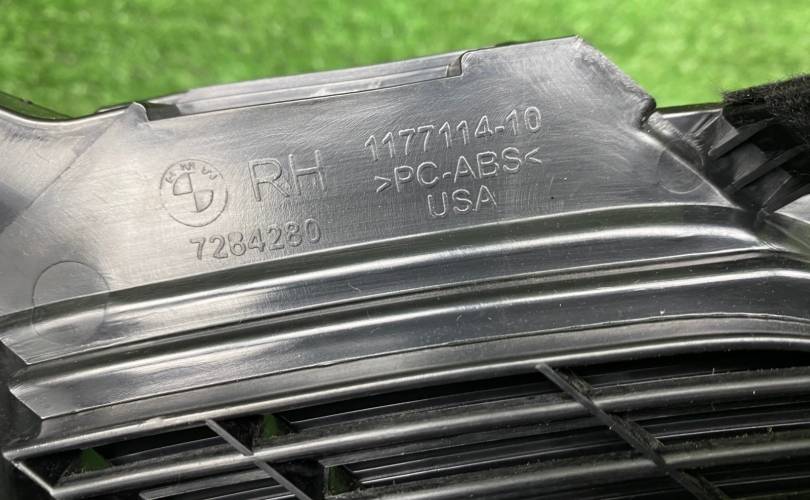 BMW
RH
7284280
1177114-10
>PC-ABS<
USA